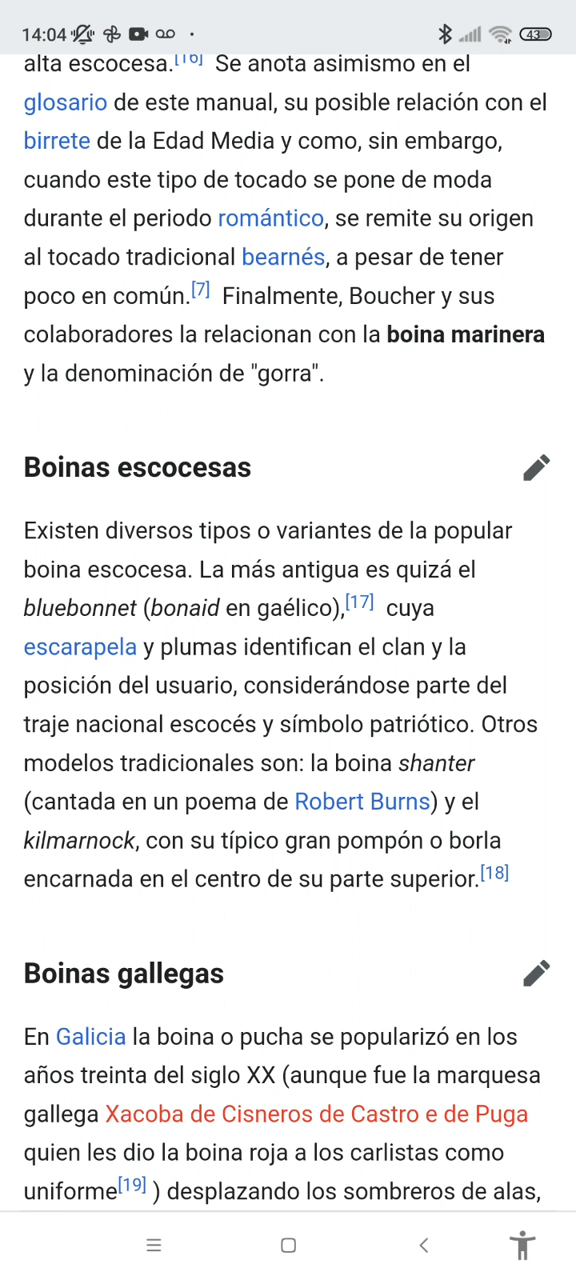 14:04
43
alta escocesa.[16] Se anota asimismo en el
glosario de este manual, su posible relación con el
birrete de la Edad Media y como, sin embargo,
cuando este tipo de tocado se pone de moda
durante el periodo romántico, se remite su origen
al tocado tradicional bearnés, a pesar de tener
poco en común.[7] Finalmente, Boucher y sus
colaboradores la relacionan con la boina marinera
y la denominación de "gorra".
Boinas escocesas
Existen diversos tipos o variantes de la popular
boina escocesa. La más antigua es quizá el
bluebonnet (bonaid en gaélico),[17] cuya
escarapela y plumas identifican el clan y la
posición del usuario, considerándose parte del
traje nacional escocés y símbolo patriótico. Otros
modelos tradicionales son: la boina shanter
(cantada en un poema de Robert Burns) y el
kilmarnock, con su típico gran pompón o borla
encarnada en el centro de su parte superior.[18]
Boinas gallegas
En Galicia la boina o pucha se popularizó en los
años treinta del siglo XX (aunque fue la marquesa
gallega Xacoba de Cisneros de Castro e de Puga
quien les dio la boina roja a los carlistas como
uniforme[19] ) desplazando los sombreros de alas,